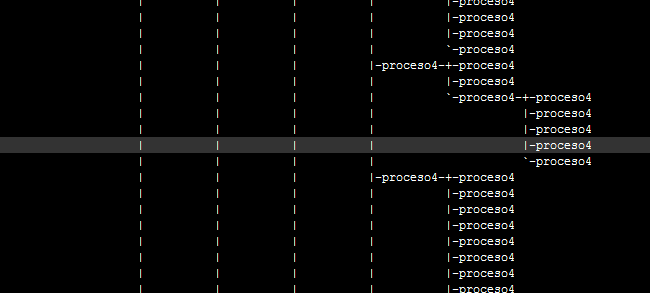 |          |          |          |          |-proceso4
|          |          |          |          |-proceso4
|          |          |          |          |-proceso4
|          |          |          |          `-proceso4
|          |          |          |-proceso4-+-proceso4
|          |          |          |          |-proceso4
|          |          |          |          `-proceso4-+-proceso4
|          |          |          |                     |-proceso4
|          |          |          |                     |-proceso4
|          |          |          |                     |-proceso4
|          |          |          |                     `-proceso4
|          |          |          |-proceso4-+-proceso4
|          |          |          |          |-proceso4
|          |          |          |          |-proceso4
|          |          |          |          |-proceso4
|          |          |          |          |-proceso4
|          |          |          |          |-proceso4
|          |          |          |          |-proceso4
|          |          |          |          |-proceso4